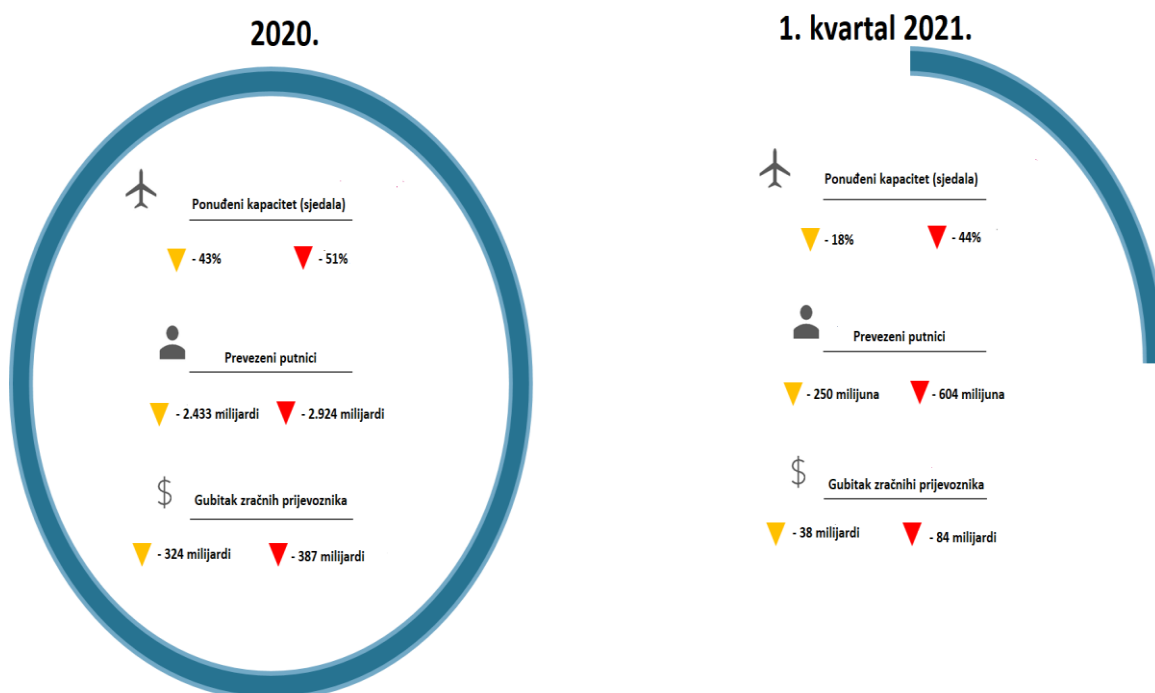 2020.
Ponuđeni kapacitet (sjedala)
- 43%
- 51%
Prevezeni putnici
- 2.433 milijardi
- 2.924 milijardi
$
Gubitak zračnih prijevoznika
- 324 milijardi
- 387 milijardi
1. kvartal 2021.
Ponuđeni kapacitet (sjedala)
- 18%
- 44%
Prevezeni putnici
- 250 milijuna
- 604 milijuna
$
Gubitak zračnihi prijevoznika
- 38 milijardi
- 84 milijardi